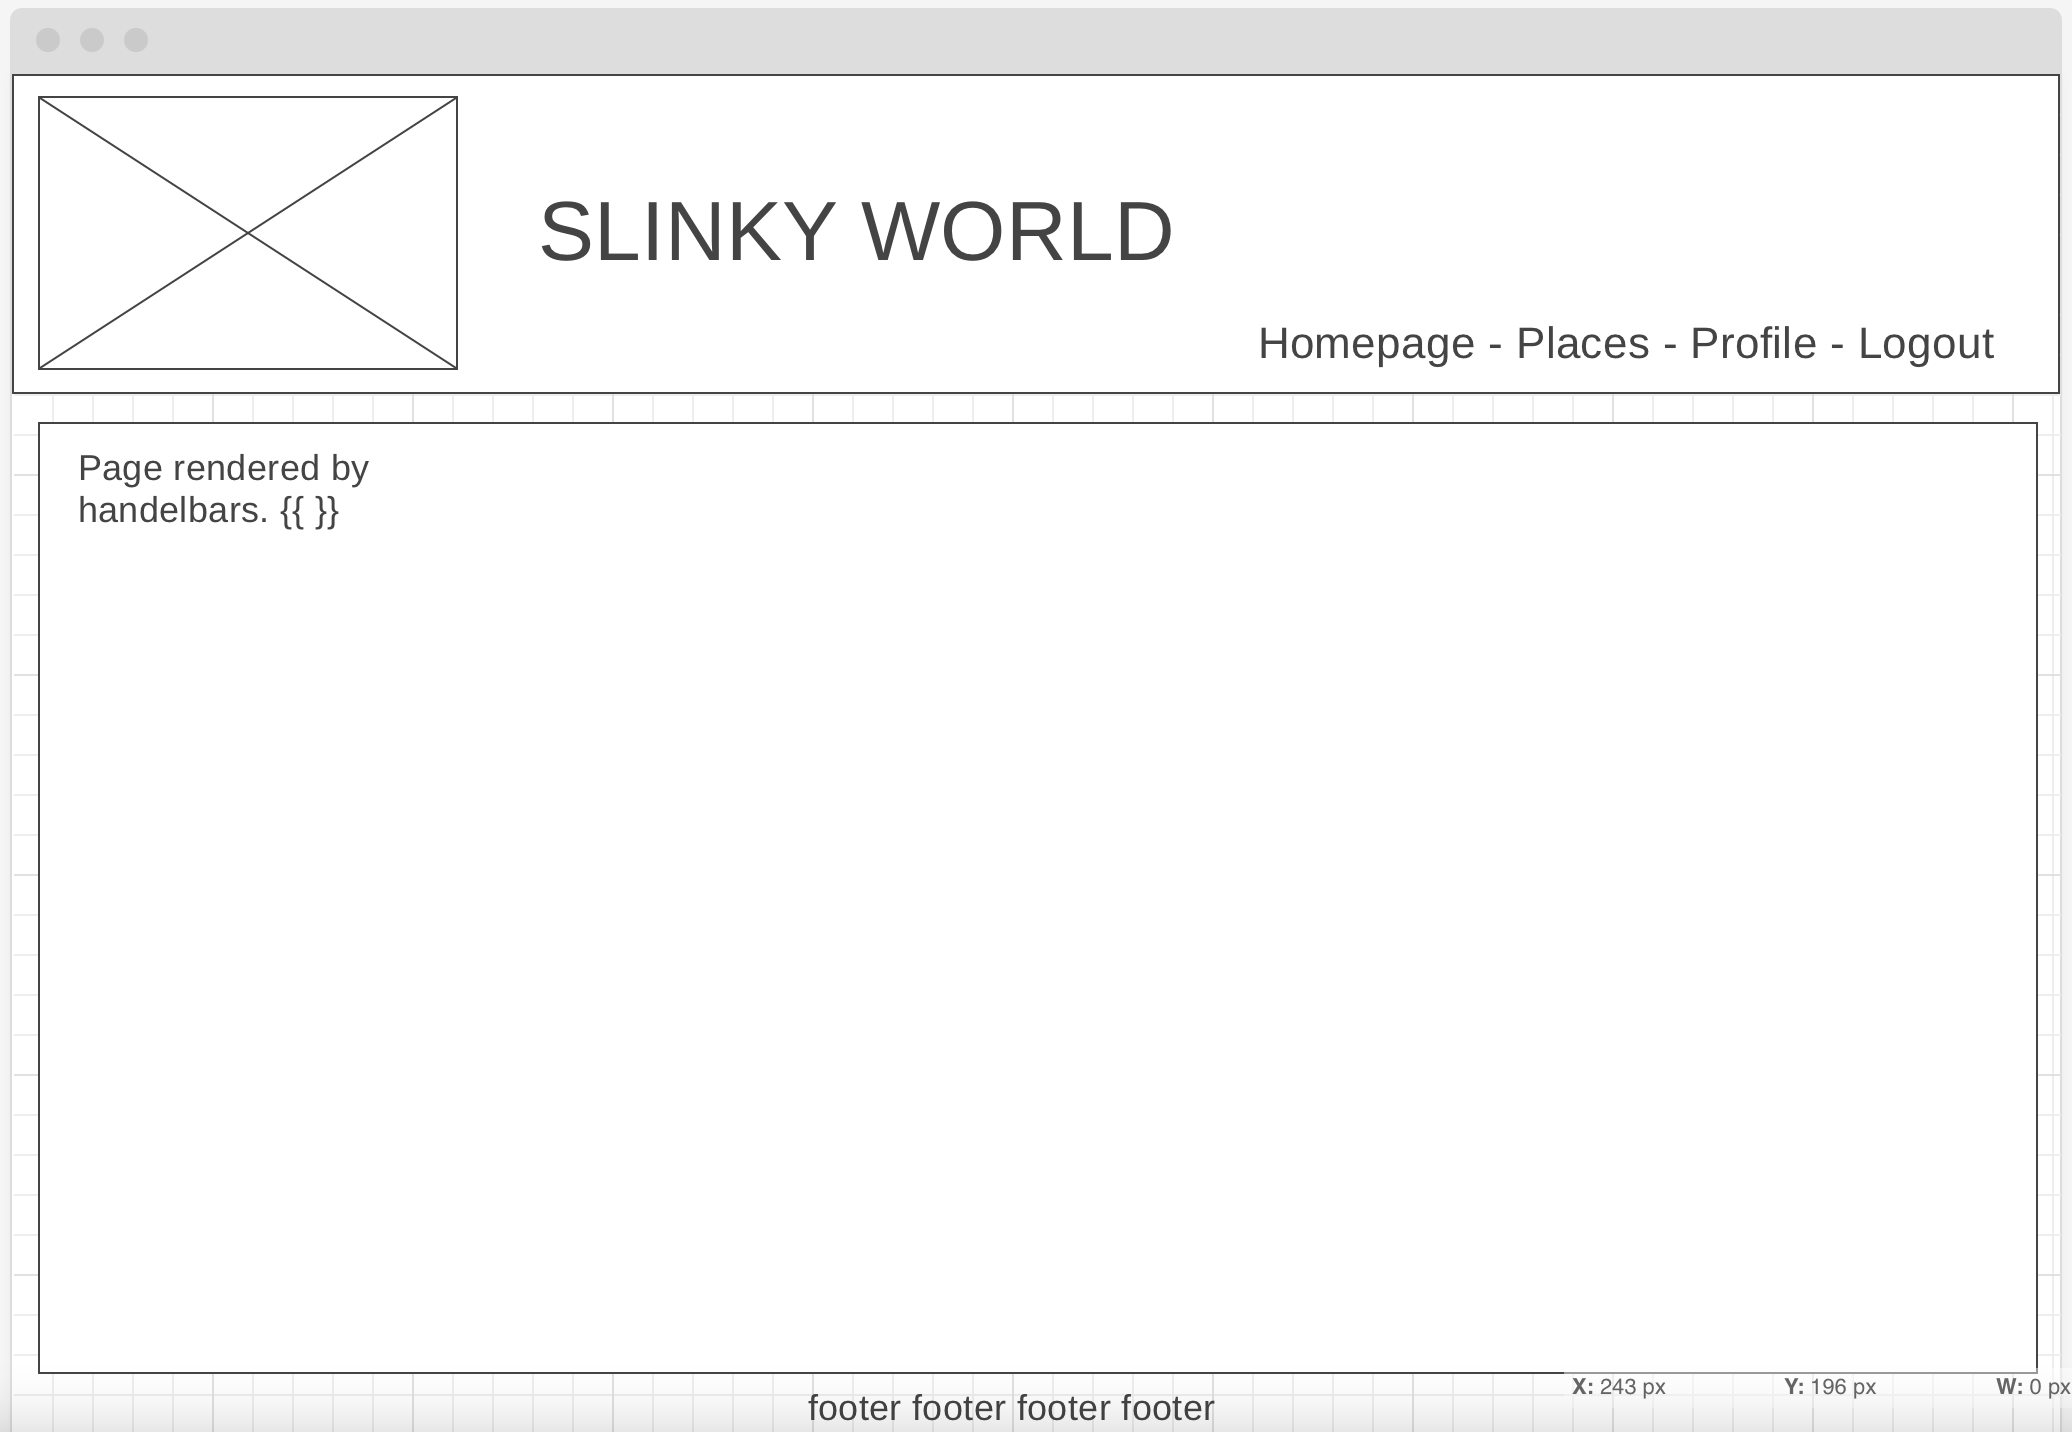 SLINKY WORLD
Homepage - Places - Profile - Logout
Page rendered by
handelbars. {{ }}
X: 243 px Y: 196 px W: 0 px
footer footer footer footer